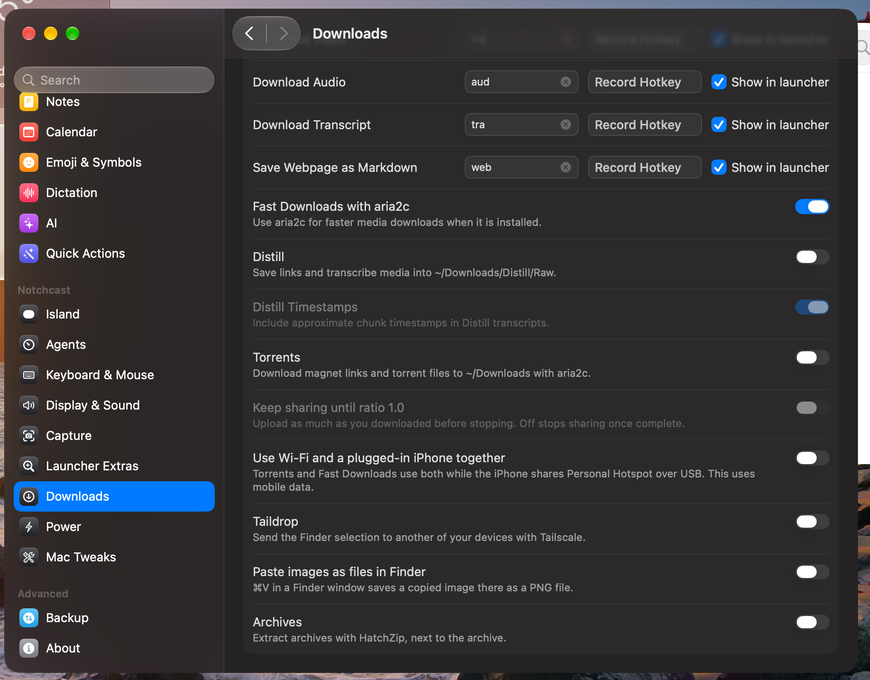 Downloads
Search
Notes
Calendar
Emoji & Symbols
Dictation
AI
Quick Actions
Notchcast
Island
Agents
Keyboard & Mouse
Display & Sound
Capture
Launcher Extras
Downloads
Power
Mac Tweaks
Advanced
Backup
About
Download Audio aud Record Hotkey Show in launcher
Download Transcript tra Record Hotkey Show in launcher
Save Webpage as Markdown web Record Hotkey Show in launcher
Fast Downloads with aria2c
Use aria2c for faster media downloads when it is installed.
Distill
Save links and transcribe media into ~/Downloads/Distill/Raw.
Distill Timestamps
Include approximate chunk timestamps in Distill transcripts.
Torrents
Download magnet links and torrent files to ~/Downloads with aria2c.
Keep sharing until ratio 1.0
Upload as much as you downloaded before stopping. Off stops sharing once complete.
Use Wi-Fi and a plugged-in iPhone together
Torrents and Fast Downloads use both while the iPhone shares Personal Hotspot over USB. This uses
mobile data.
Taildrop
Send the Finder selection to another of your devices with Tailscale.
Paste images as files in Finder
⌘V in a Finder window saves a copied image there as a PNG file.
Archives
Extract archives with HatchZip, next to the archive.